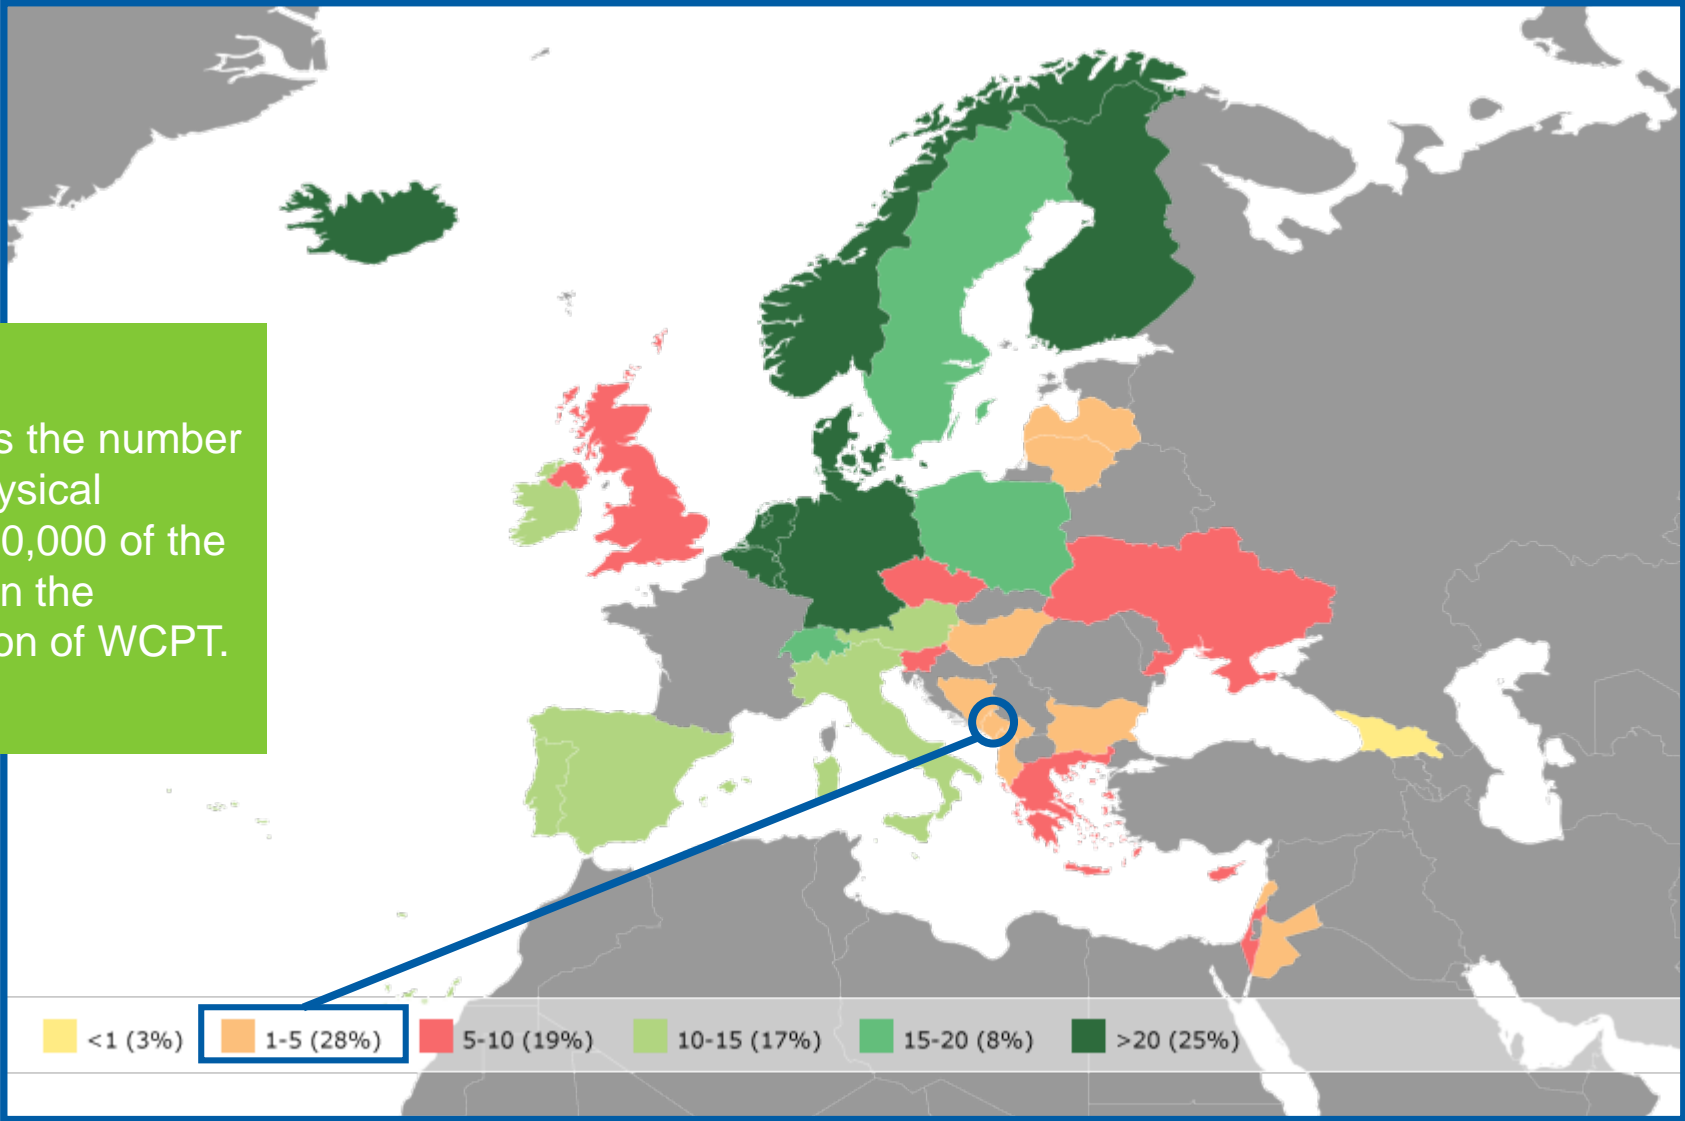 s the number
ysical
0,000 of the
n the
on of WCPT.
<1 (3%) 1-5 (28%) 5-10 (19%) 10-15 (17%) 15-20 (8%) >20 (25%)